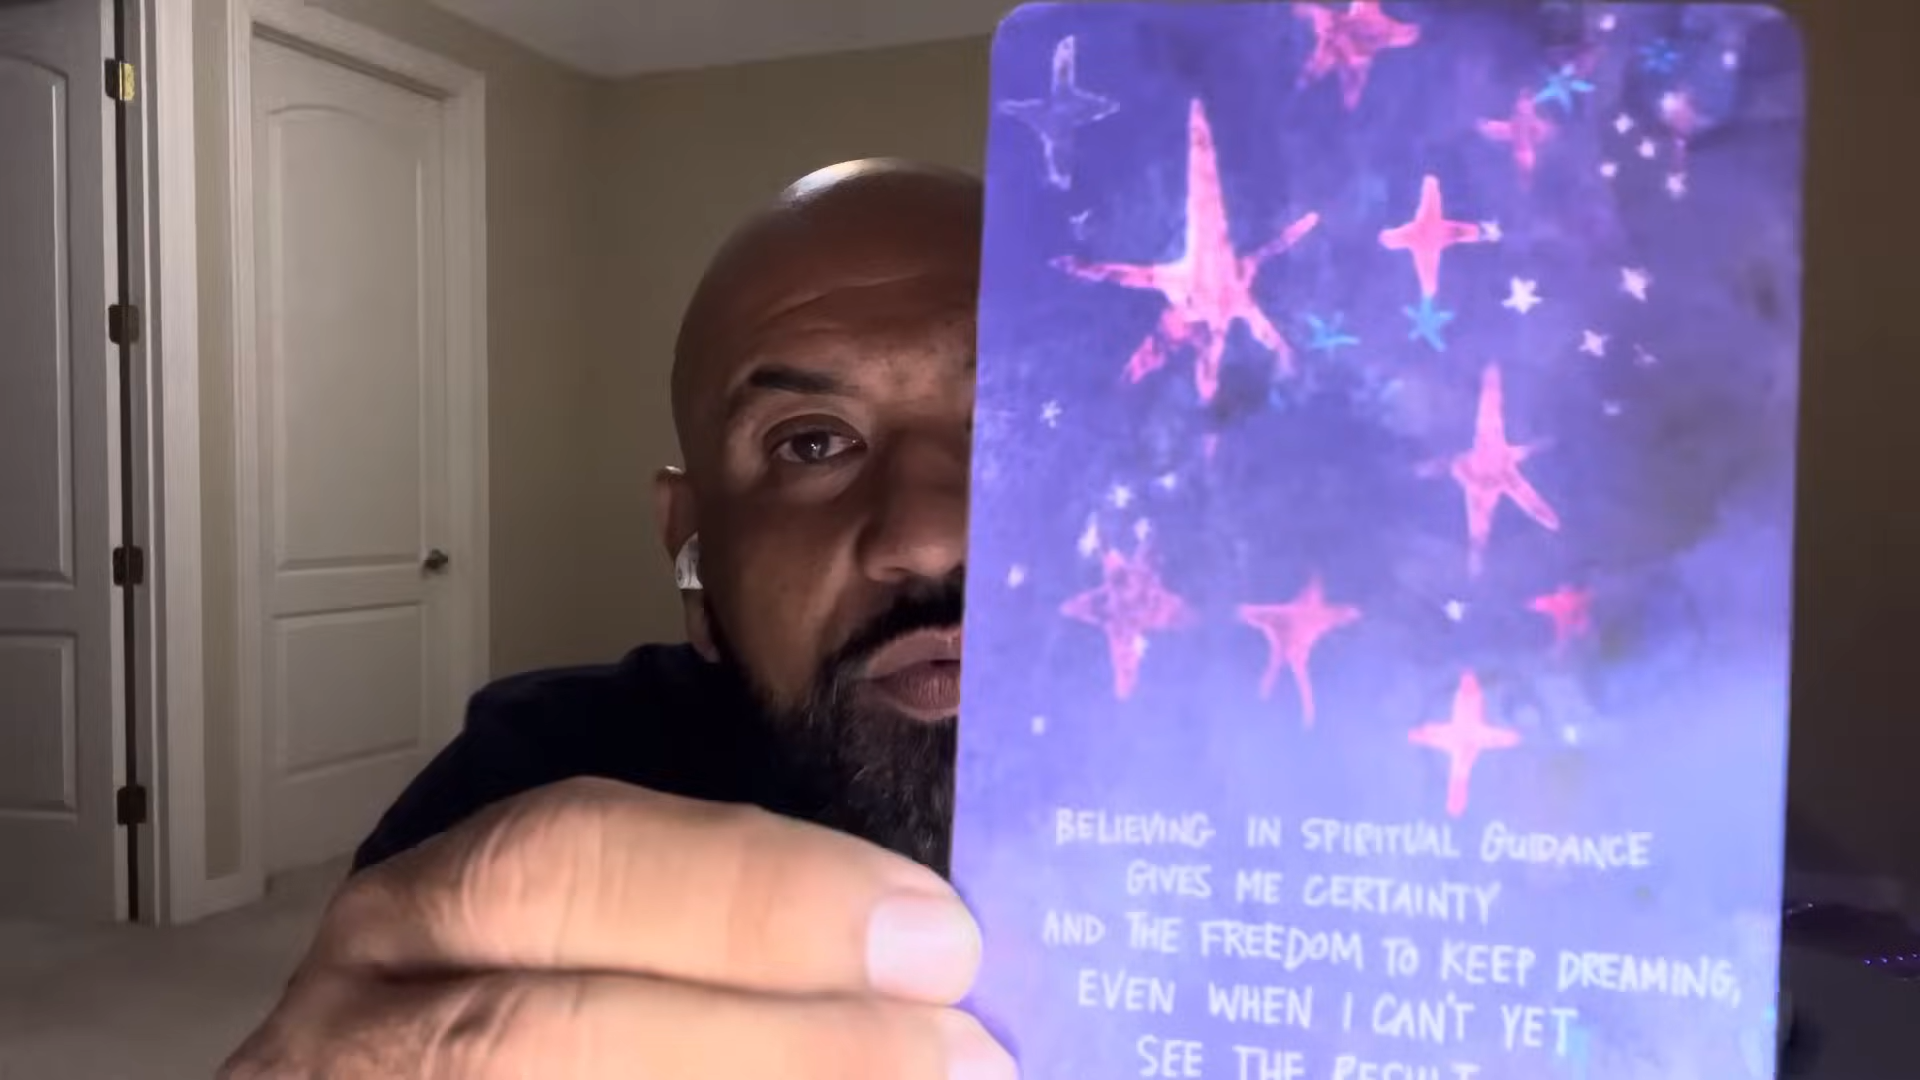 BELIEVING IN SPIRITUAL GUIDANCE
GIVES ME CERTAINTY
AND THE FREEDOM TO KEEP DREAMING,
EVEN WHEN I CAN'T YET
SEE THE RESULT